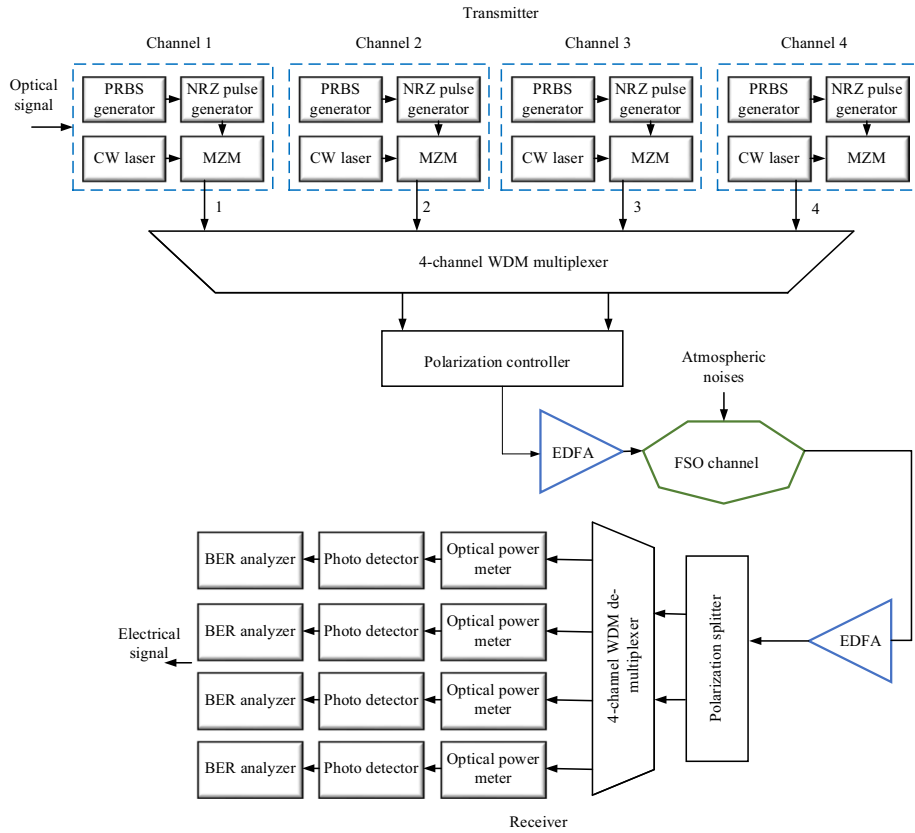 Transmitter
Channel 1
Channel 2
Channel 3
Channel 4
Optical
signal
PRBS
generator
NRZ pulse
generator
CW laser
MZM
PRBS
generator
NRZ pulse
generator
CW laser
MZM
PRBS
generator
NRZ pulse
generator
CW laser
MZM
PRBS
generator
NRZ pulse
generator
CW laser
MZM
1
2
3
4
4-channel WDM multiplexer
Polarization controller
Atmospheric
noises
EDFA
FSO channel
BER analyzer
Photo detector
Optical power
meter
BER analyzer
Photo detector
Optical power
meter
BER analyzer
Photo detector
Optical power
meter
BER analyzer
Photo detector
Optical power
meter
4-channel WDM de-
multiplexer
Polarization splitter
EDFA
Electrical
signal
Receiver